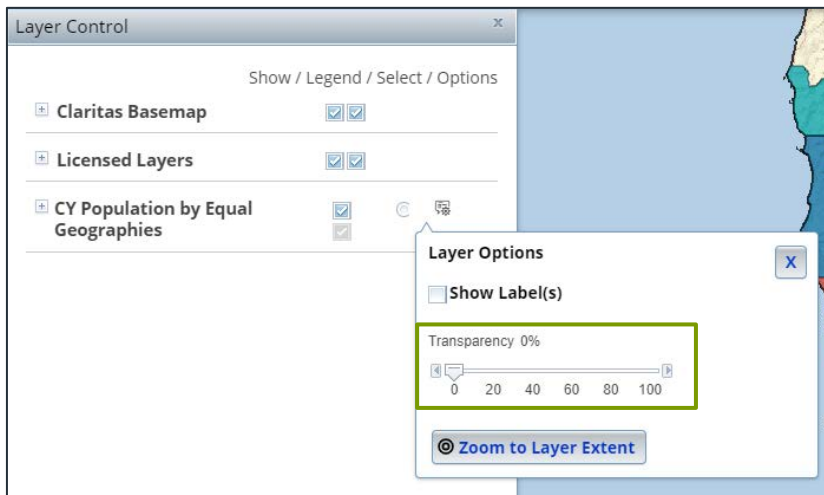 Layer Control
x
Show / Legend / Select / Options
Claritas Basemap
Licensed Layers
CY Population by Equal
Geographies
Layer Options
X
Show Label(s)
Transparency 0%
0 20 40 60 80 100
Zoom to Layer Extent